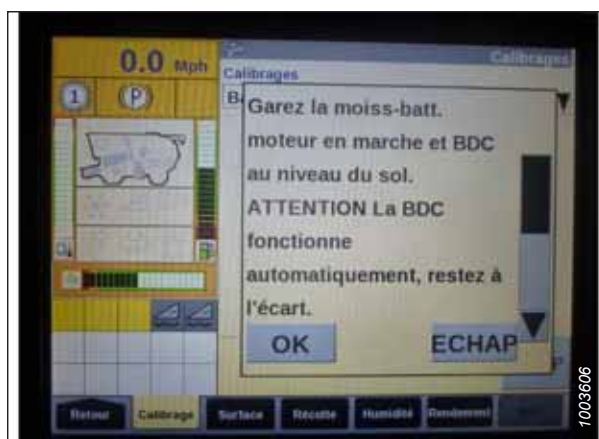 0.0 Mph
Calibrages
Calibrages
1
P
Garez la moiss-batt.
moteur en marche et BDC
au niveau du sol.
ATTENTION La BDC
fonctionne
automatiquement, restez à
l'écart.
OK
ECHAP
Retour
Calibrage
Surface
Récolte
Humidité
Rendement
1003606